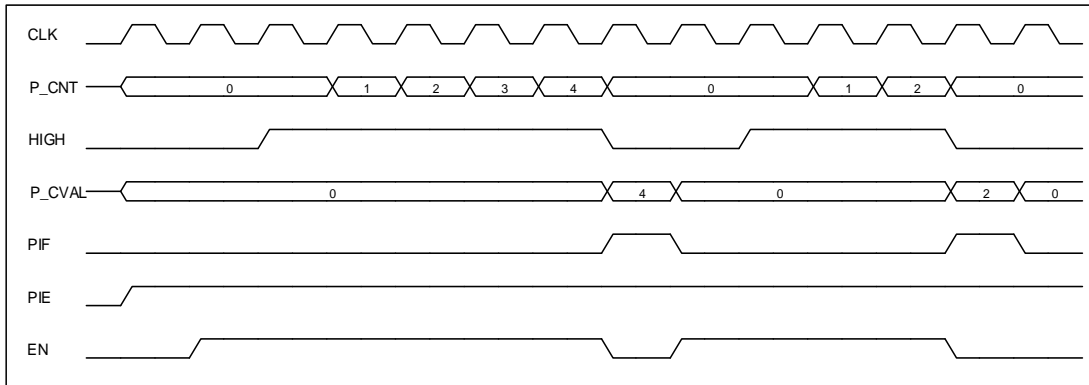 CLK
P_CNT 0 1 2 3 4 0 1 2 0
HIGH
P_CVAL 0 4 0 2 0
PIF
PIE
EN